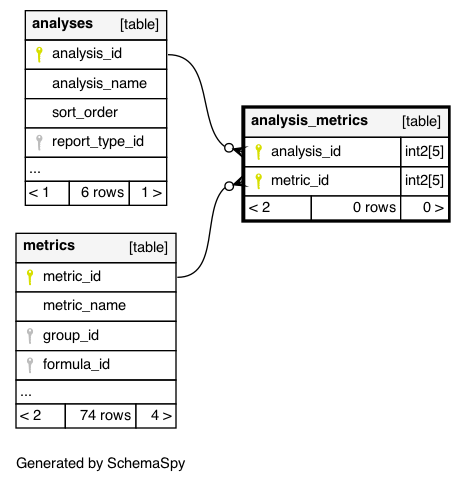 analyses [table]
analysis_id
analysis_name
sort_order
report_type_id
...
< 1 6 rows 1 >
analysis_metrics [table]
analysis_id int2[5]
metric_id int2[5]
< 2 0 rows 0 >
metrics [table]
metric_id
metric_name
group_id
formula_id
...
< 2 74 rows 4 >
Generated by SchemaSpy